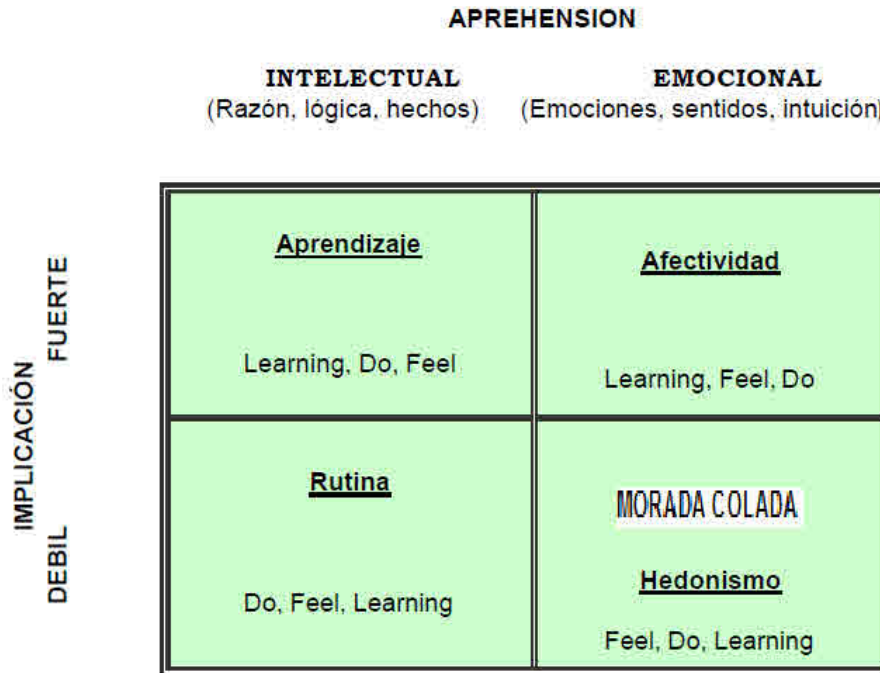 APREHENSION
INTELECTUAL
(Razón, lógica, hechos)
EMOCIONAL
(Emociones, sentidos, intuición)
IMPLICACIÓN
FUERTE
DEBIL
Aprendizaje
Learning, Do, Feel
Afectividad
Learning, Feel, Do
Rutina
Do, Feel, Learning
MORADA COLADA
Hedonismo
Feel, Do, Learning